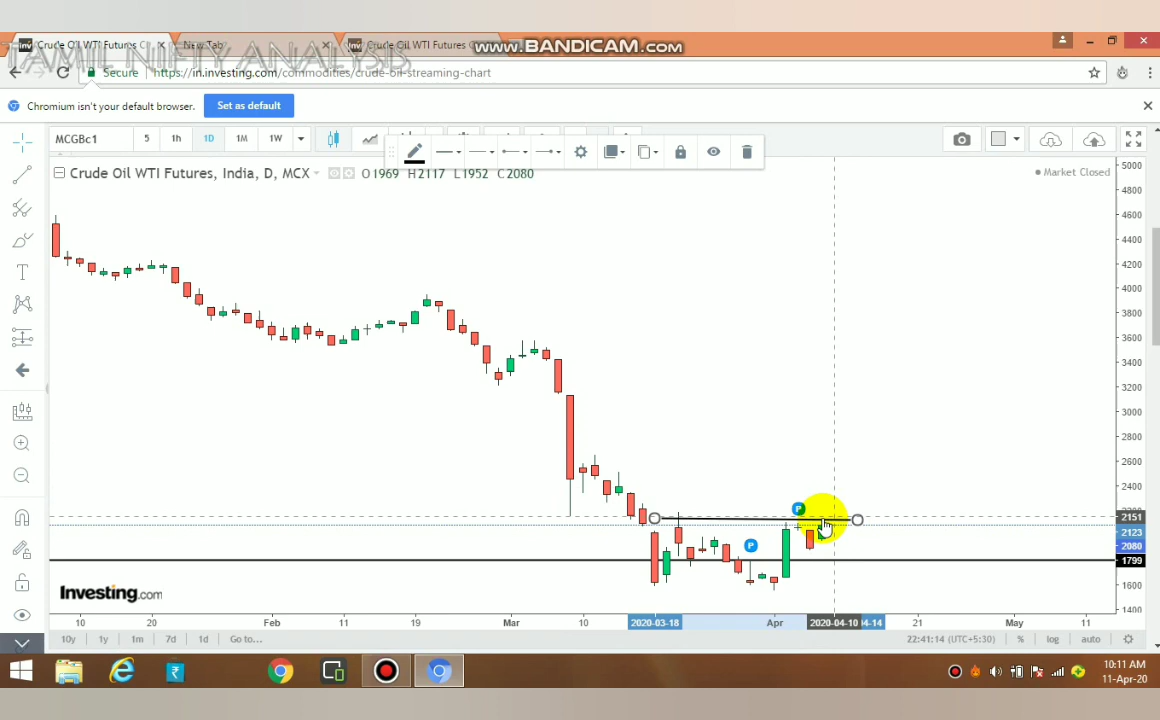 Crude Oil WTI Futures C
New Tab
Crude Oil WTI Futures
www.BANDICAM.com
TAMIL NIFTY ANALYSIS
Secure
https://in.investing.com/commodities/crude-oil-streaming-chart
Chromium isn't your default browser.
Set as default
MCGBc1
5
1h
1D
1M
1W
Crude Oil WTI Futures, India, D, MCX
O1969 H2117 L1952 C2080
Market Closed
5000
4800
4600
4400
4200
4000
3800
3600
3400
3200
3000
2800
2600
2400
2151
2123
2080
1799
1600
1400
P
P
Investing.com
10
20
Feb
11
19
Mar
10
2020-03-18
Apr
2020-04-10
04-14
21
May
11
10y
1y
1m
7d
1d
Go to...
22:41:14 (UTC+5:30)
%
log
auto
10:11 AM
11-Apr-20